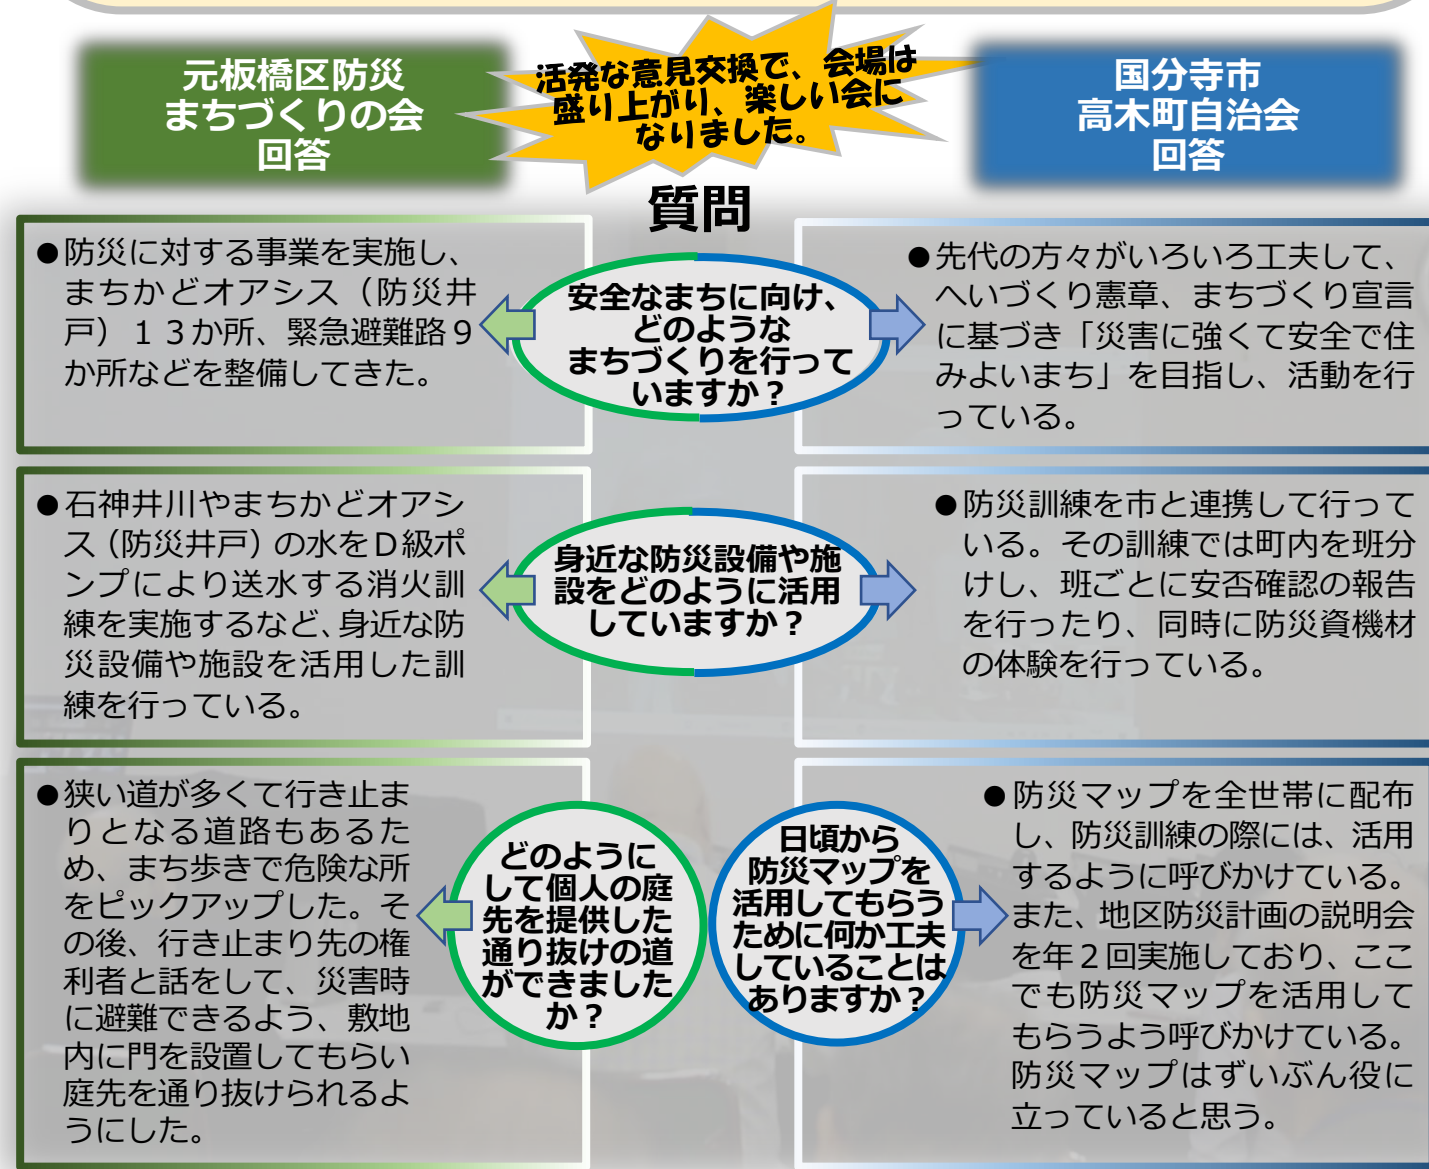 元板橋区防災
まちづくりの会
回答
活発な意見交換で、会場は
盛り上がり、楽しい会に
なりました。
国分寺市
高木町自治会
回答
質問
●防災に対する事業を実施し、
まちかどオアシス（防災井
戸）１３か所、緊急避難路９
か所などを整備してきた。
安全なまちに向け、
どのような
まちづくりを行って
いますか？
●先代の方々がいろいろ工夫して、
へいづくり憲章、まちづくり宣言
に基づき「災害に強くて安全で住
みよいまち」を目指し、活動を行
っている。
●石神井川やまちかどオアシ
ス（防災井戸）の水をＤ級ポ
ンプにより送水する消火訓
練を実施するなど、身近な防
災設備や施設を活用した訓
練を行っている。
身近な防災設備や施
設をどのように活用
していますか？
●防災訓練を市と連携して行って
いる。その訓練では町内を班分
けし、班ごとに安否確認の報告
を行ったり、同時に防災資機材
の体験を行っている。
●狭い道が多くて行き止ま
りとなる道路もあるた
め、まち歩きで危険な所
をピックアップした。そ
の後、行き止まり先の権
利者と話をして、災害時
に避難できるよう、敷地
内に門を設置してもらい
庭先を通り抜けられるよ
うにした。
どのように
して個人の庭
先を提供した
通り抜けの道
ができました
か？
日頃から
防災マップを
活用してもらう
ために何か工夫
していることは
ありますか？
●防災マップを全世帯に配布
し、防災訓練の際には、活用
するように呼びかけている。
また、地区防災計画の説明会
を年２回実施しており、ここ
でも防災マップを活用して
もらうよう呼びかけている。
防災マップはずいぶん役に
立っていると思う。